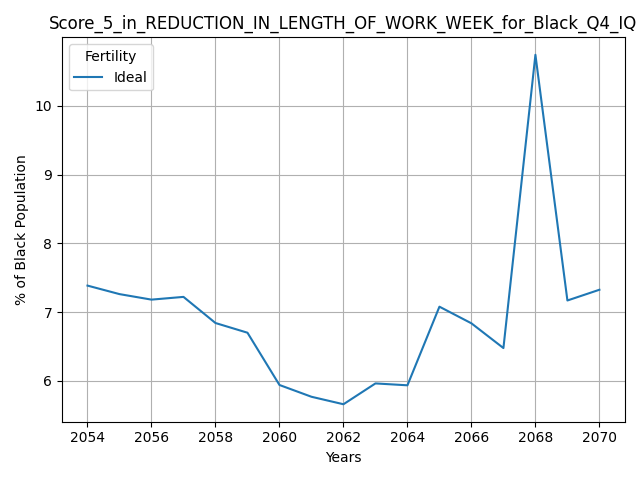 Score_5_in_REDUCTION_IN_LENGTH_OF_WORK_WEEK_for_Black_Q4_IQ
Fertility
Ideal
10
9
8
7
6
% of Black Population
2054 2056 2058 2060 2062 2064 2066 2068 2070
Years